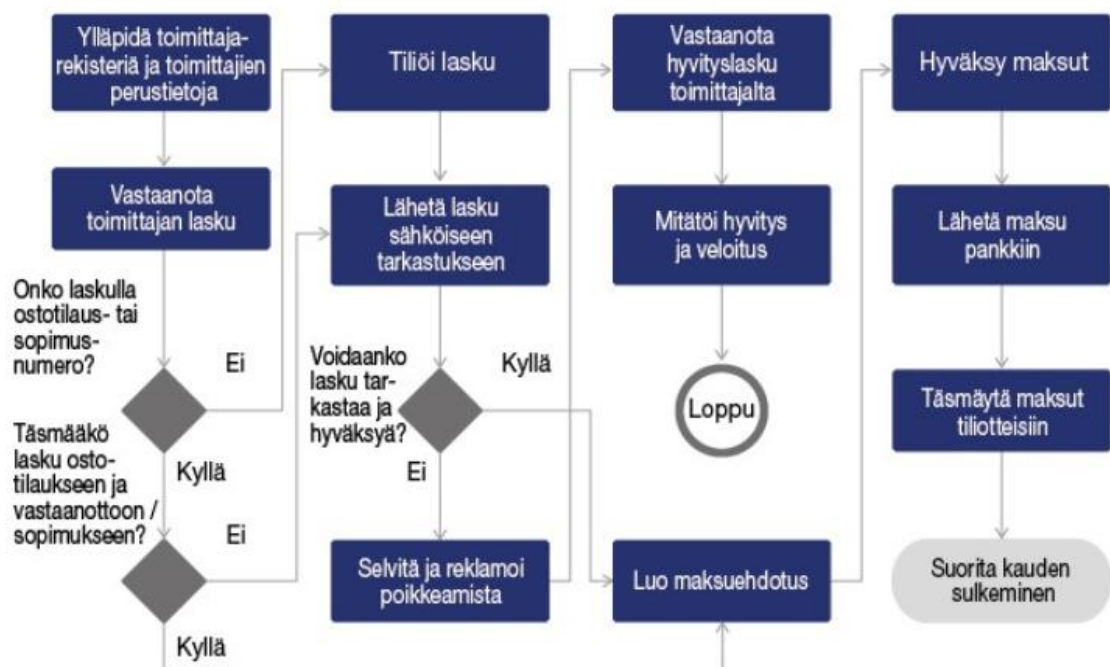 Ylläpidä toimittaja-
rekisteriä ja toimittajien
perustietoja
Vastaanota
toimittajan lasku
Onko laskulla
ostotilaus- tai
sopimus-
numero?
Ei
Täsmääkö
lasku osto-
tilaukseen ja
vastaanottoon /
sopimukseen?
Kyllä
Ei
Kyllä
Tiliöi lasku
Lähetä lasku
sähköiseen
tarkastukseen
Voidaanko
lasku tar-
kastaa ja
hyväksyä?
Kyllä
Ei
Selvitä ja reklamoi
poikkeamista
Vastaanota
hyvityslasku
toimittajalta
Mitätöi hyvitys
ja veloitus
Loppu
Luo maksuehdotus
Hyväksy maksut
Lähetä maksu
pankkiin
Täsmäytä maksut
tiliotteisiin
Suorita kauden
sulkeminen